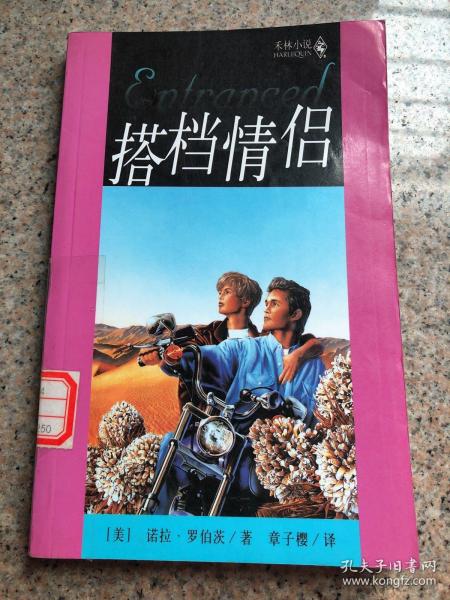 禾林小说
HARLEQUIN
Entranced
搭档情侣
[美] 诺拉·罗伯茨/著 章子樱/译
250
孔夫子旧书网
www.kongfz.com